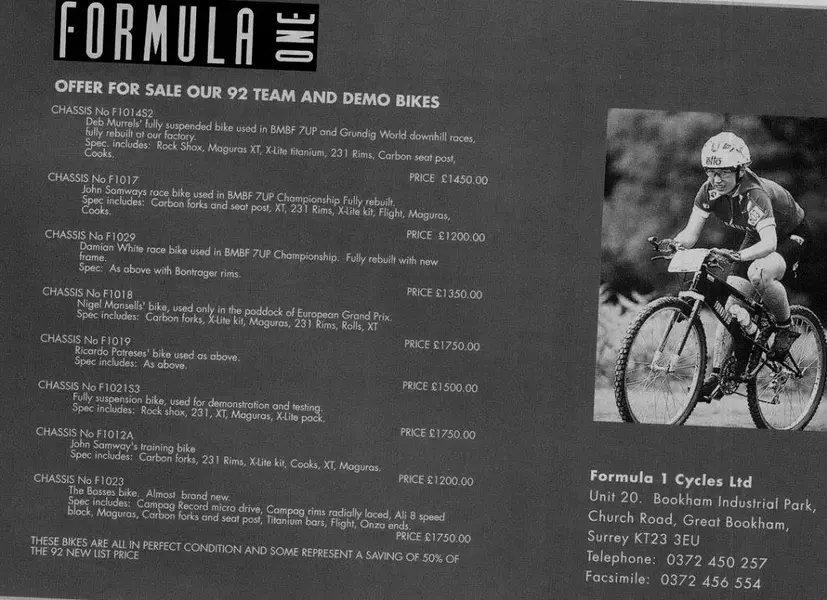 FORMULA ONE
OFFER FOR SALE OUR 92 TEAM AND DEMO BIKES
CHASSIS No F1014S2
Deb Murrels' fully suspended bike used in BMBF 7UP and Grundig World downhill races,
fully rebuilt at our factory.
Spec. includes: Rock Shox, Maguras XT, X-Lite titanium, 231 Rims, Carbon seat post,
Cooks.
PRICE £1450.00
CHASSIS No F1017
John Samways race bike used in BMBF 7UP Championship Fully rebuilt.
Spec includes: Carbon forks and seat post, XT, 231 Rims, X-Lite kit, Flight, Maguras,
Cooks.
PRICE £1200.00
CHASSIS No F1029
Damian White race bike used in BMBF 7UP Championship. Fully rebuilt with new
frame.
Spec: As above with Bontrager rims.
PRICE £1350.00
CHASSIS No F1018
Nigel Mansells' bike, used only in the paddock of European Grand Prix.
Spec includes: Carbon forks, X-Lite kit, Maguras, 231 Rims, Rolls, XT
PRICE £1750.00
CHASSIS No F1019
Ricardo Patreses' bike used as above.
Spec includes: As above.
PRICE £1500.00
CHASSIS No F1021S3
Fully suspension bike, used for demonstration and testing.
Spec includes: Rock shox, 231, XT, Maguras, X-Lite pack.
PRICE £1750.00
CHASSIS No F1012A
John Samway's training bike
Spec includes: Carbon forks, 231 Rims, X-Lite kit, Cooks, XT, Maguras.
PRICE £1200.00
CHASSIS No F1023
The Bosses bike. Almost brand new.
Spec includes: Campag Record micro drive, Campag rims radially laced, Ali 8 speed
block, Maguras, Carbon forks and seat post, Titanium bars, Flight, Onza ends.
PRICE £1750.00
THESE BIKES ARE ALL IN PERFECT CONDITION AND SOME REPRESENT A SAVING OF 50% OF
THE 92 NEW LIST PRICE
Formula 1 Cycles Ltd
Unit 20. Bookham Industrial Park,
Church Road, Great Bookham,
Surrey KT23 3EU
Telephone: 0372 450 257
Facsimile: 0372 456 554